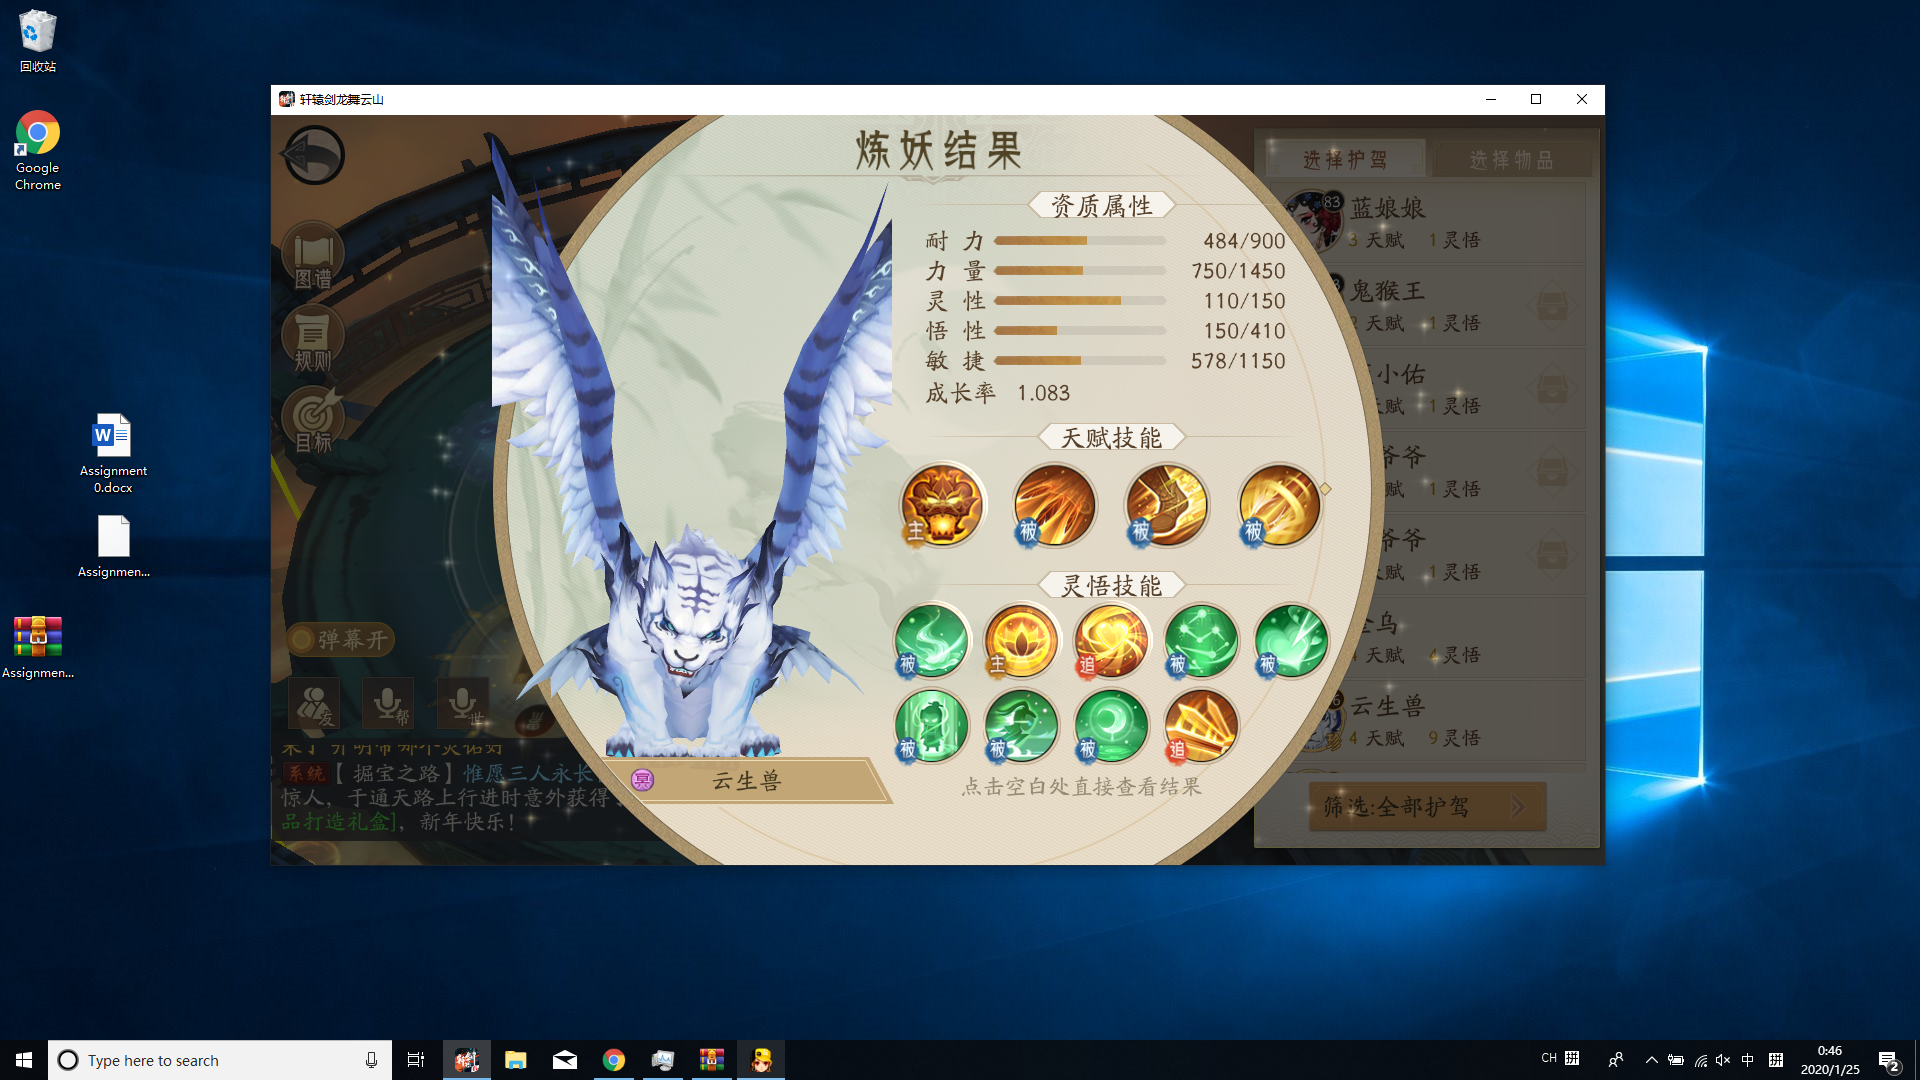 回收站
Google
Chrome
Assignment
0.docx
Assignmen...
Assignmen...
轩辕剑龙舞云山
炼妖结果
资质属性
耐 力 484/900
力 量 750/1450
灵 性 110/150
悟 性 150/410
敏 捷 578/1150
成长率 1.083
天赋技能
主 被 被 被
灵悟技能
被 主 追 被 被
被 被 被 追
点击空白处直接查看结果
冥 云生兽
图谱
规则
目标
弹幕开
友 帮 世
系统【 掘宝之路】惟愿三人永长
惊人，于通天路上行进时意外获得
品打造礼盒]，新年快乐！
选择护驾 选择物品
83 蓝娘娘
3 天赋 1 灵悟
鬼猴王
天赋 1 灵悟
小佑
天赋 1 灵悟
爷爷
赋 1 灵悟
爷爷
赋 1 灵悟
乌
天赋 4 灵悟
云生兽
4 天赋 9 灵悟
筛选:全部护驾
Type here to search
CH 拼
中 拼
0:46
2020/1/25
2